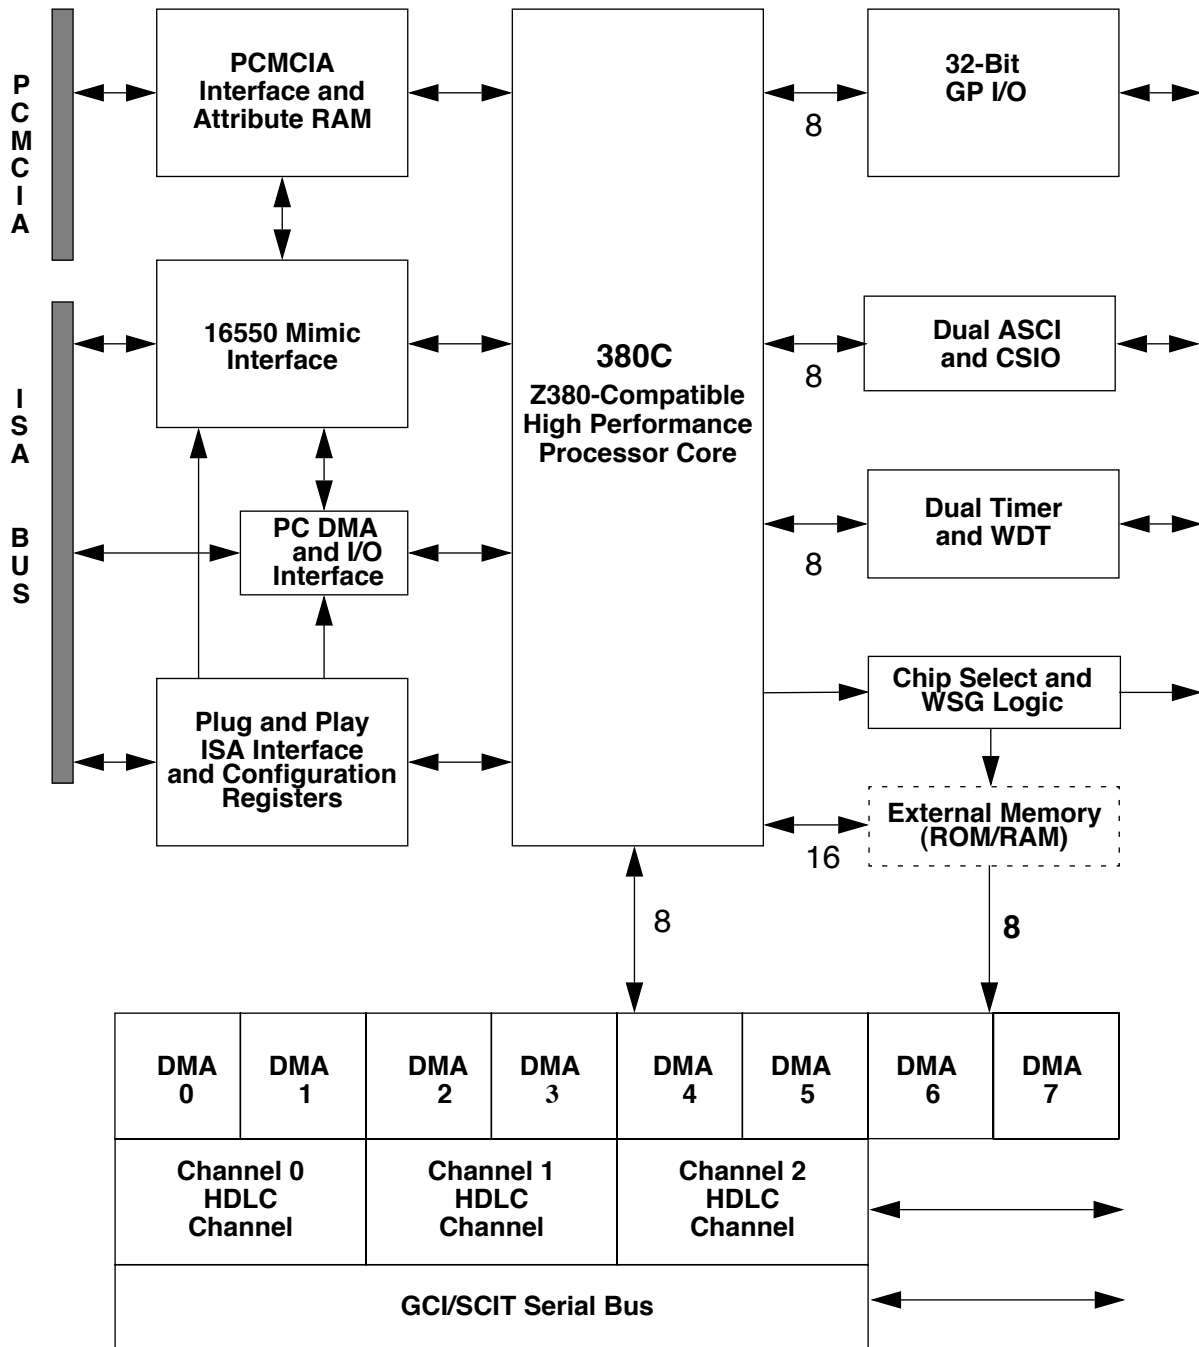 P
C
M
C
I
A
PCMCIA
Interface and
Attribute RAM
32-Bit
GP I/O
8
I
S
A
B
U
S
16550 Mimic
Interface
380C
Z380-Compatible
High Performance
Processor Core
Dual ASCI
and CSIO
8
PC DMA
and I/O
Interface
Dual Timer
and WDT
8
Plug and Play
ISA Interface
and Configuration
Registers
Chip Select and
WSG Logic
External Memory
(ROM/RAM)
16
8
8
DMA
0
DMA
1
DMA
2
DMA
3
DMA
4
DMA
5
DMA
6
DMA
7
Channel 0
HDLC
Channel
Channel 1
HDLC
Channel
Channel 2
HDLC
Channel
GCI/SCIT Serial Bus